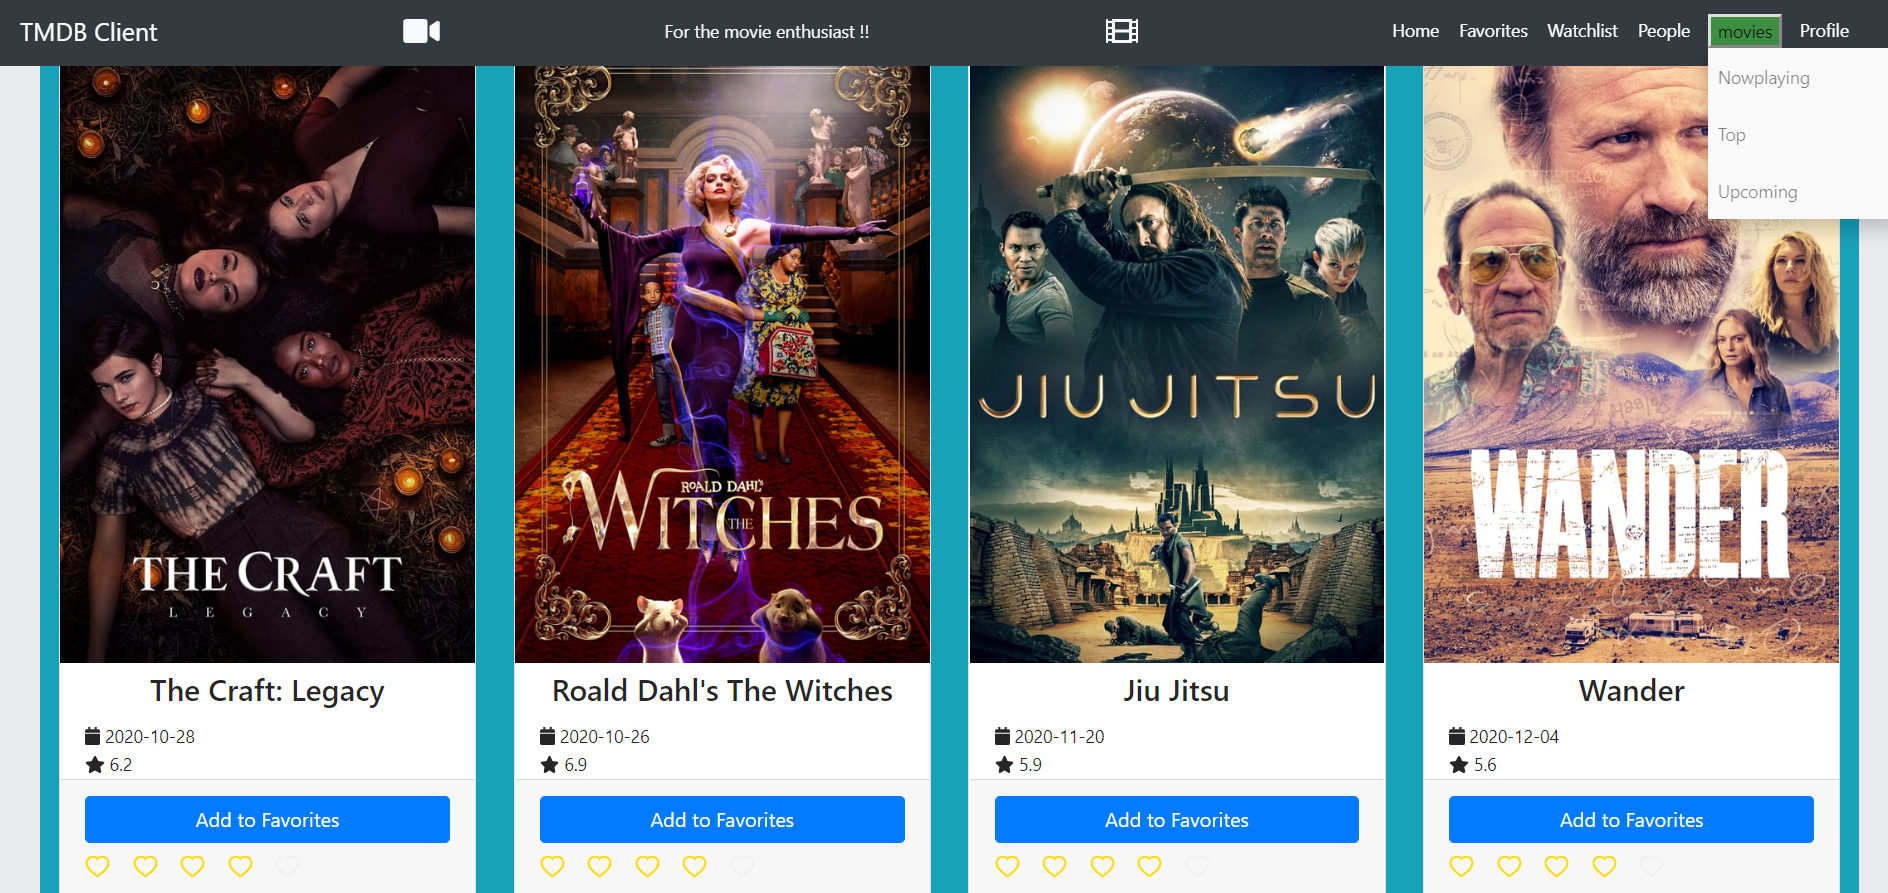 TMDB Client
For the movie enthusiast !!
Home Favorites Watchlist People movies Profile
Nowplaying
Top
Upcoming
THE CRAFT
LEGACY
ROALD DAHL'S
THE WITCHES
JIU JITSU
CONSPIRACY
WANDER
The Craft: Legacy
2020-10-28
6.2
Add to Favorites
Roald Dahl's The Witches
2020-10-26
6.9
Add to Favorites
Jiu Jitsu
2020-11-20
5.9
Add to Favorites
Wander
2020-12-04
5.6
Add to Favorites